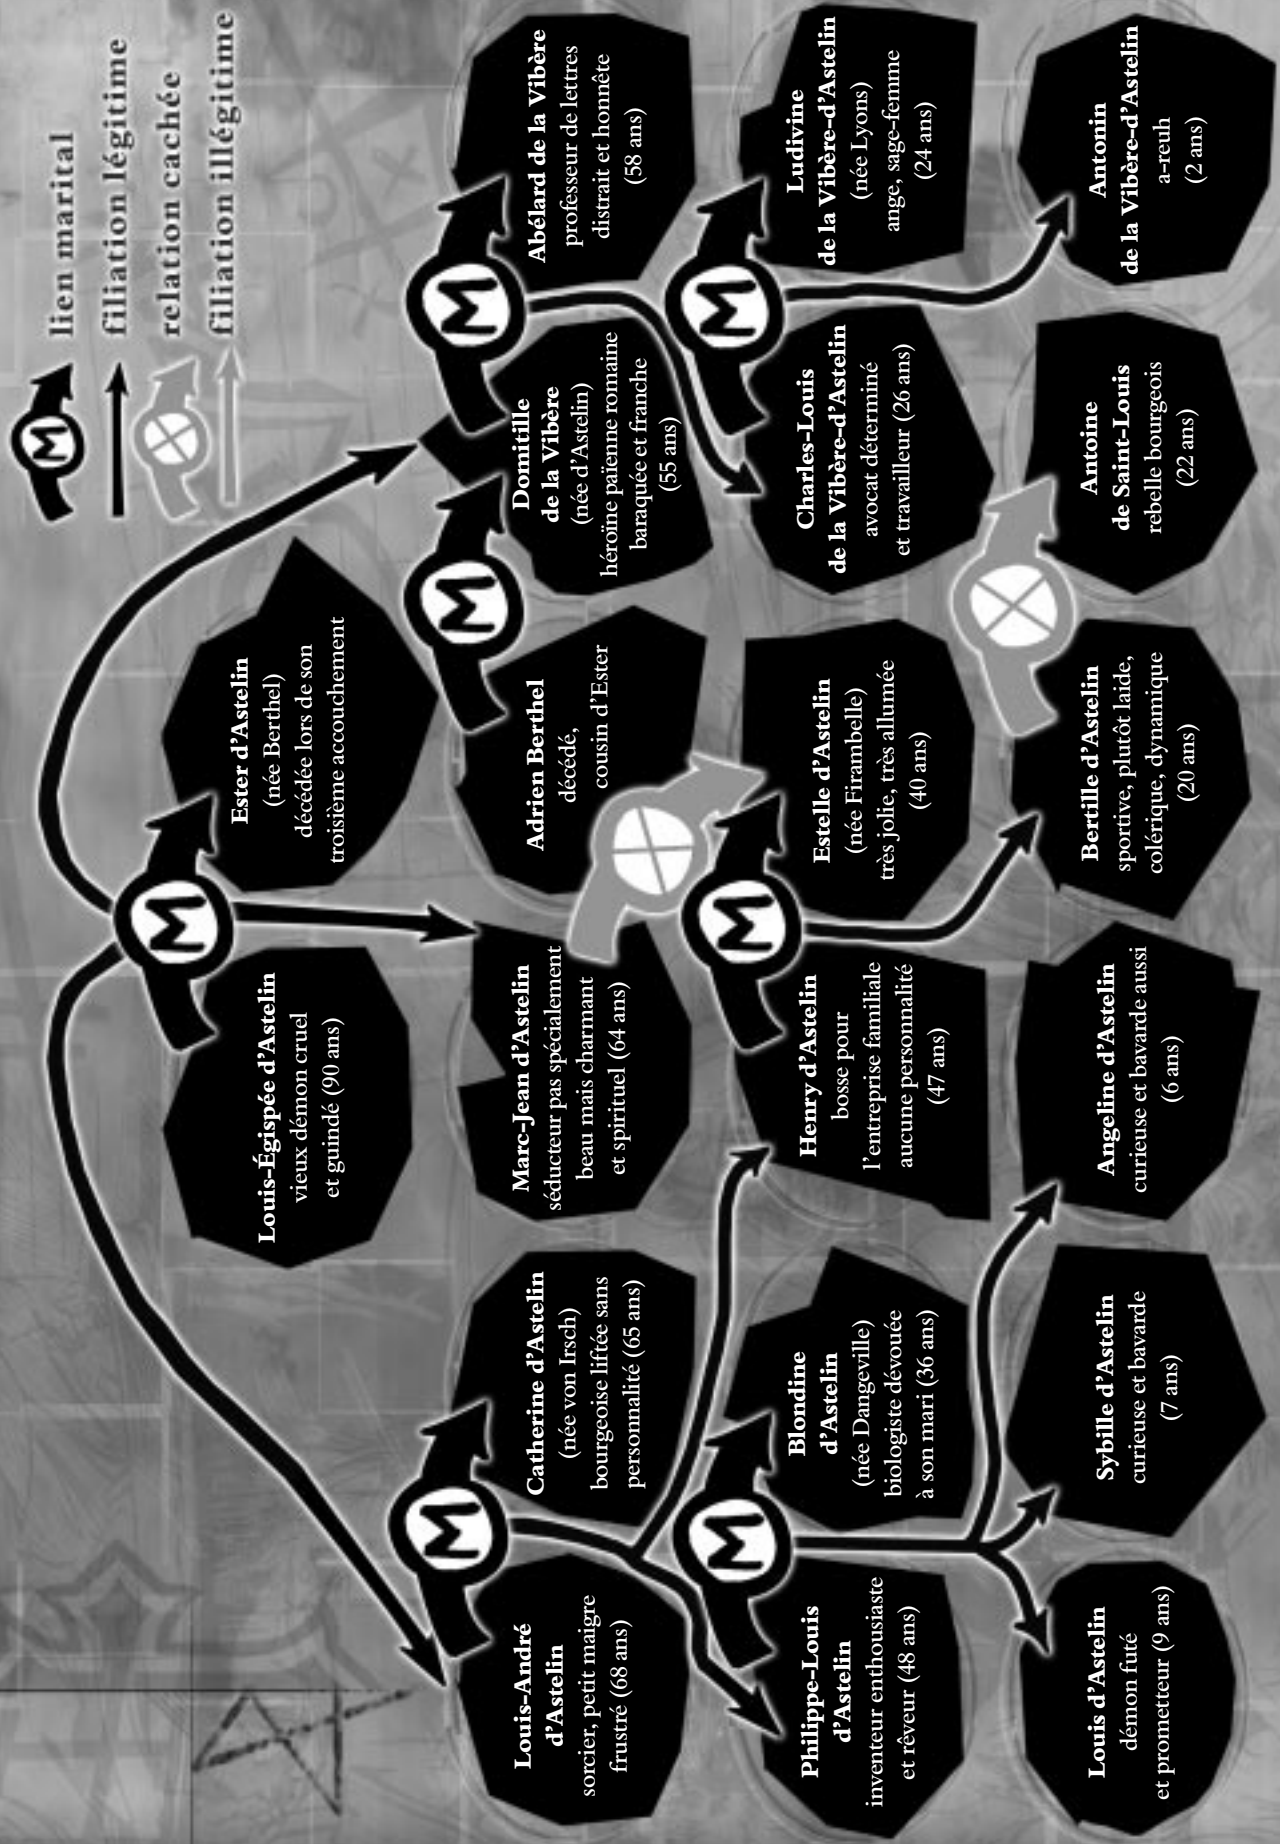 lien marital
filiation légitime
relation cachée
filiation illégitime
M
M
Louis-Égispée d'Astelin
vieux démon cruel
et guindé (90 ans)
Ester d'Astelin
(née Berthel)
décédée lors de son
troisième accouchement
M
M
M
Louis-André
d'Astelin
sorcier, petit maigre
frustré (68 ans)
Catherine d'Astelin
(née von Irsch)
bourgeoise liftée sans
personnalité (65 ans)
Marc-Jean d'Astelin
séducteur pas spécialement
beau mais charmant
et spirituel (64 ans)
Adrien Berthel
décédé,
cousin d'Ester
Domitille
de la Vibère
(née d'Astelin)
héroïne païenne romaine
baraquée et franche
(55 ans)
Abélard de la Vibère
professeur de lettres
distrait et honnête
(58 ans)
M
M
M
Philippe-Louis
d'Astelin
inventeur enthousiaste
et rêveur (48 ans)
Blondine
d'Astelin
(née Dangeville)
biologiste dévouée
à son mari (36 ans)
Henry d'Astelin
bosse pour
l'entreprise familiale
aucune personnalité
(47 ans)
Estelle d'Astelin
(née Firambelle)
très jolie, très allumée
(40 ans)
Charles-Louis
de la Vibère-d'Astelin
avocat déterminé
et travailleur (26 ans)
Ludivine
de la Vibère-d'Astelin
(née Lyons)
ange, sage-femme
(24 ans)
Louis d'Astelin
démon futé
et prometteur (9 ans)
Sybille d'Astelin
curieuse et bavarde
(7 ans)
Angeline d'Astelin
curieuse et bavarde aussi
(6 ans)
Bertille d'Astelin
sportive, plutôt laide,
colérique, dynamique
(20 ans)
Antoine
de Saint-Louis
rebelle bourgeois
(22 ans)
Antonin
de la Vibère-d'Astelin
a-reuh
(2 ans)